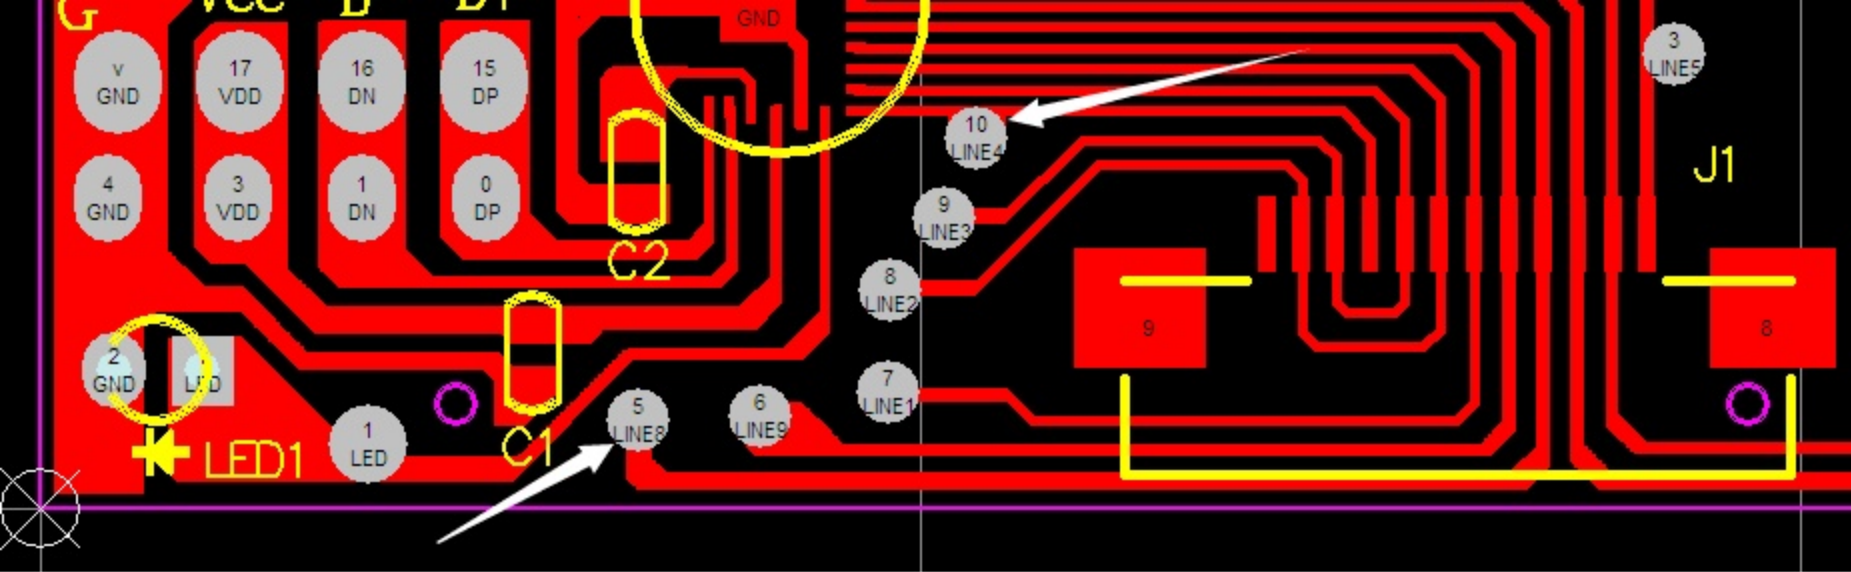 G
VCC
GND
v
GND
17
VDD
16
DN
15
DP
3
LINE5
10
LINE4
J1
4
GND
3
VDD
1
DN
0
DP
9
LINE3
C2
8
LINE2
9
8
2
GND
LED
7
LINE1
5
LINE8
6
LINE9
1
LED
C1
LED1